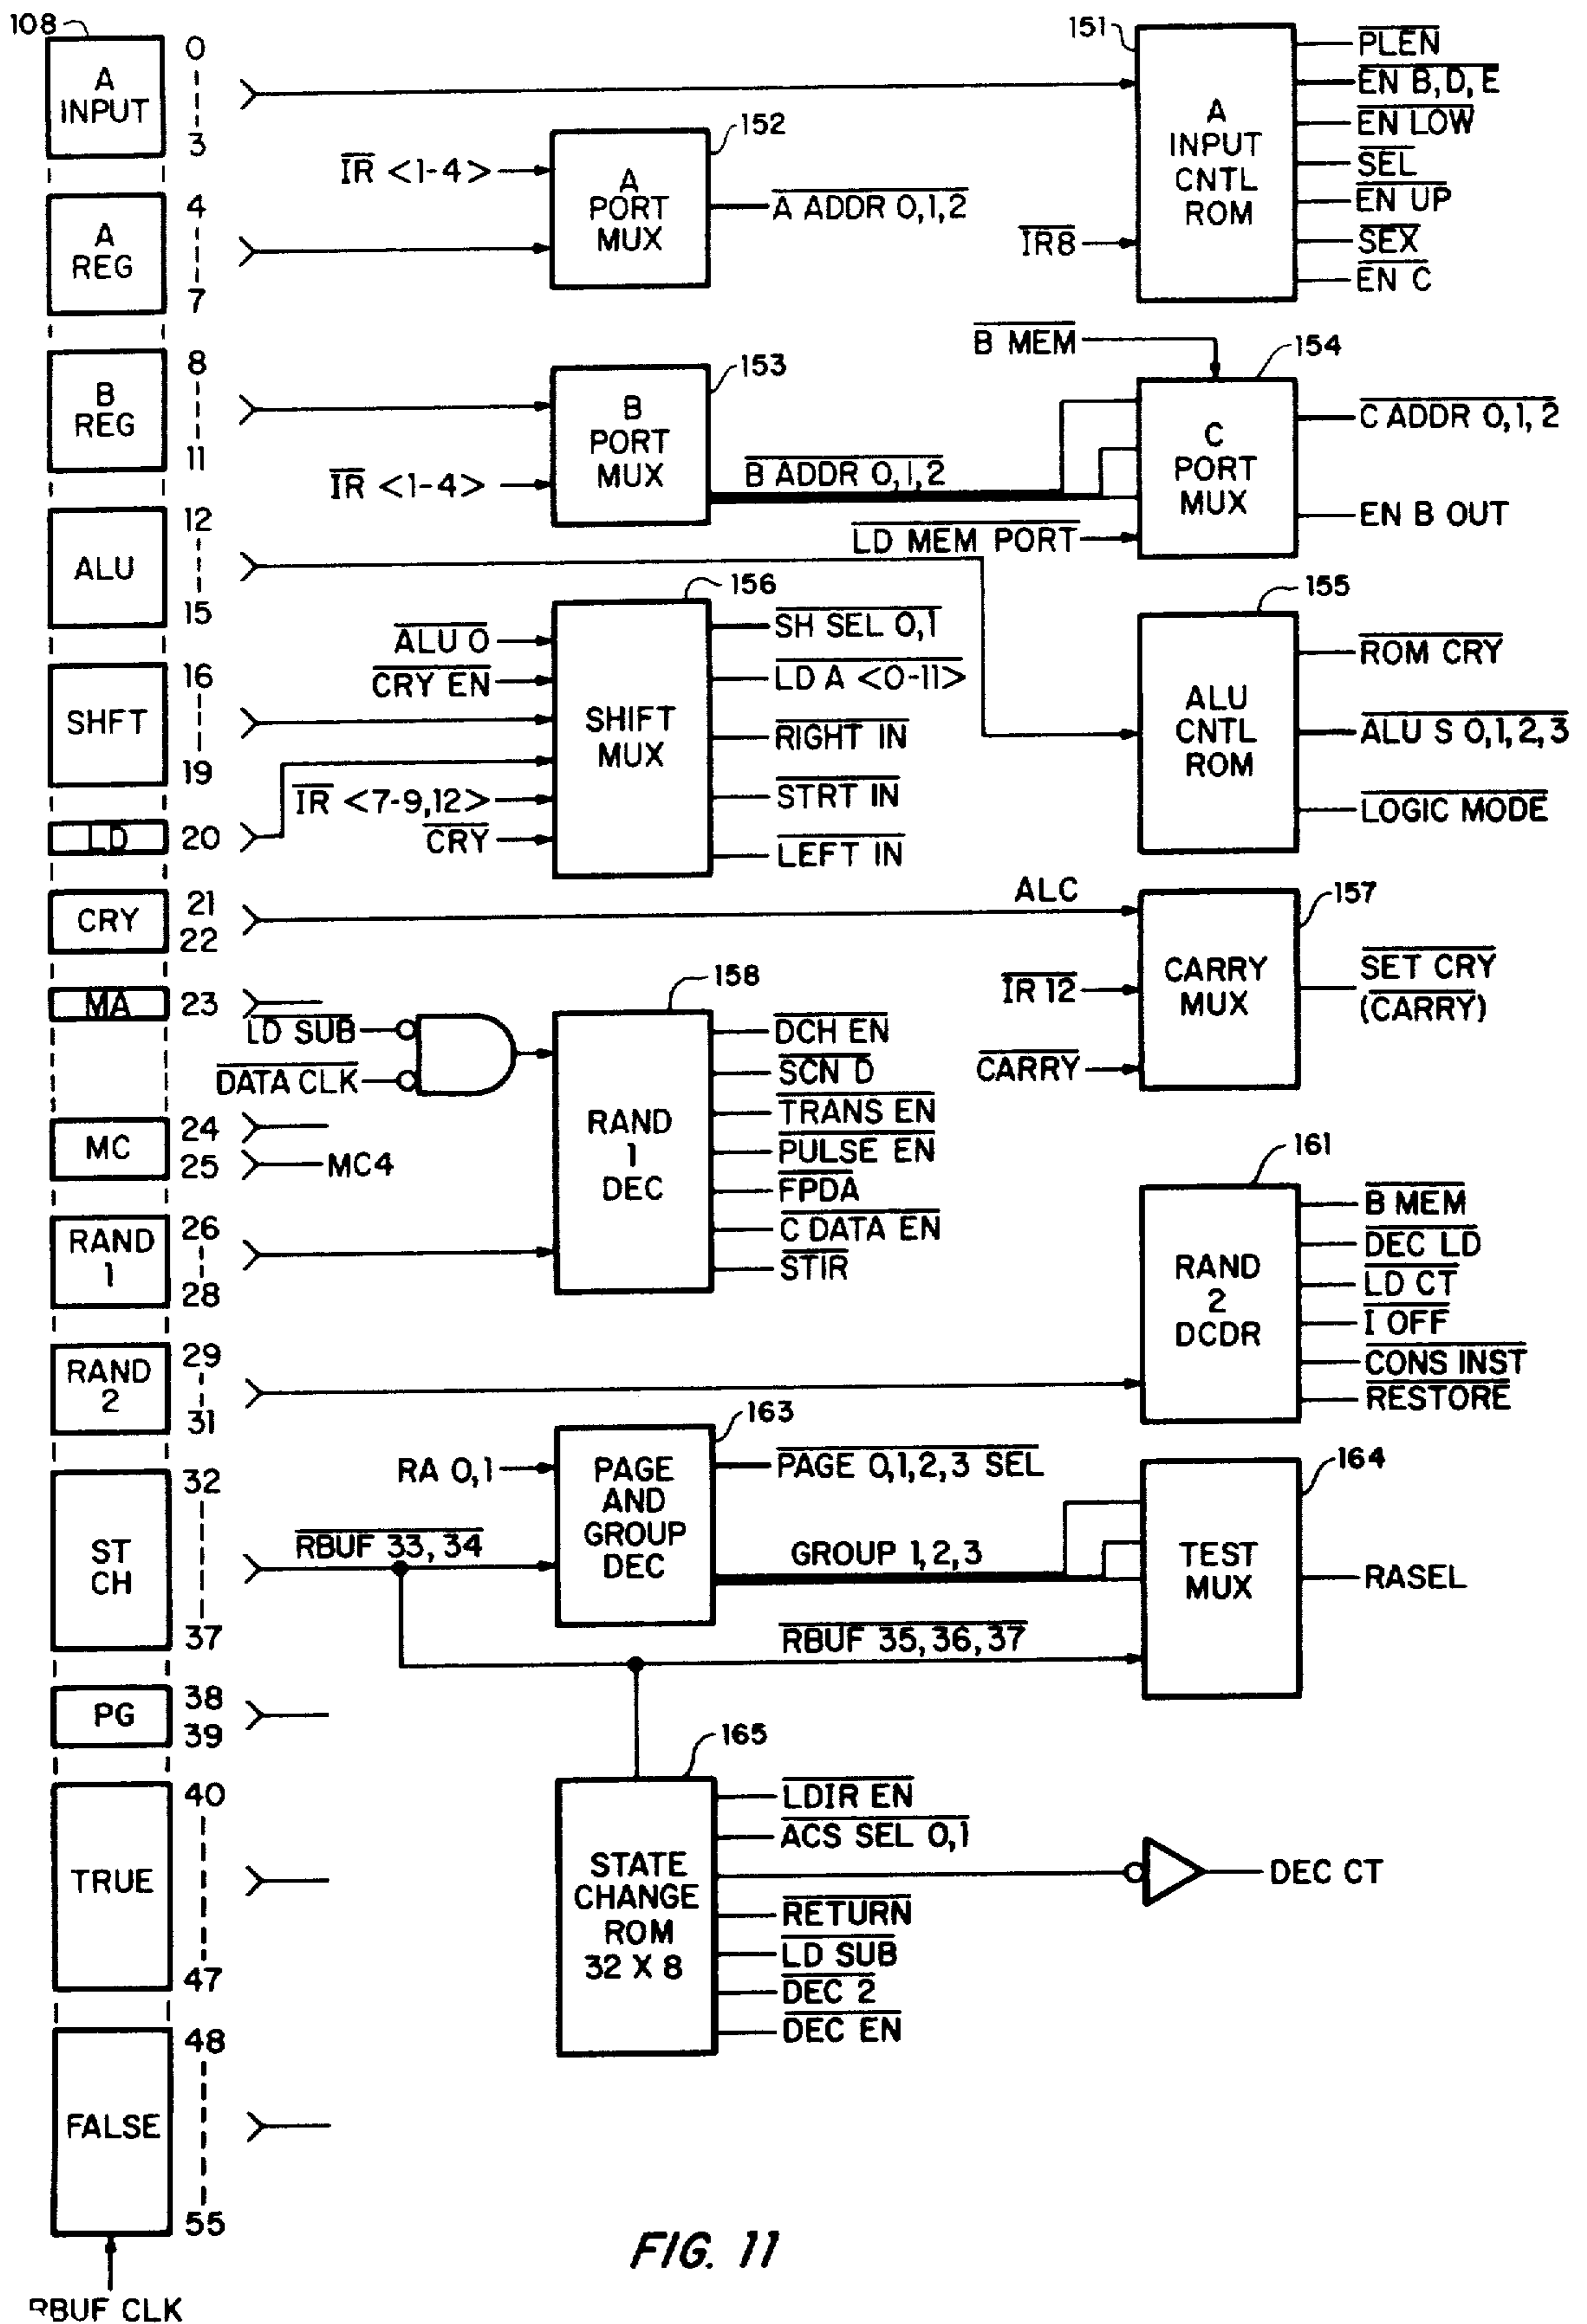 108
A
INPUT
0
3
A
REG
4
7
B
REG
8
11
ALU
12
15
SHFT
16
19
LD
20
CRY
21
22
MA
23
MC
24
25
MC4
RAND
1
26
28
RAND
2
29
31
ST
CH
32
37
PG
38
39
TRUE
40
47
FALSE
48
55
RBUF CLK
152
IR <1-4>
A
PORT
MUX
A ADDR 0,1,2
151
IR8
A
INPUT
CNTL
ROM
PLEN
EN B,D,E
EN LOW
SEL
EN UP
SEX
EN C
153
IR <1-4>
B
PORT
MUX
B ADDR 0,1,2
154
B MEM
LD MEM PORT
C
PORT
MUX
C ADDR 0,1,2
EN B OUT
156
ALU 0
CRY EN
IR <7-9,12>
CRY
SHIFT
MUX
SH SEL 0,1
LD A <0-11>
RIGHT IN
STRT IN
LEFT IN
155
ALU
CNTL
ROM
ROM CRY
ALU S 0,1,2,3
LOGIC MODE
157
ALC
IR 12
CARRY
CARRY
MUX
SET CRY
(CARRY)
158
LD SUB
DATA CLK
RAND
1
DEC
DCH EN
SCN D
TRANS EN
PULSE EN
FPDA
C DATA EN
STIR
161
RAND
2
DCDR
B MEM
DEC LD
LD CT
I OFF
CONS INST
RESTORE
163
RA 0,1
RBUF 33,34
PAGE
AND
GROUP
DEC
PAGE 0,1,2,3 SEL
GROUP 1,2,3
RBUF 35,36,37
164
TEST
MUX
RASEL
165
STATE
CHANGE
ROM
32 X 8
LDIR EN
ACS SEL 0,1
DEC CT
RETURN
LD SUB
DEC 2
DEC EN
FIG. 11